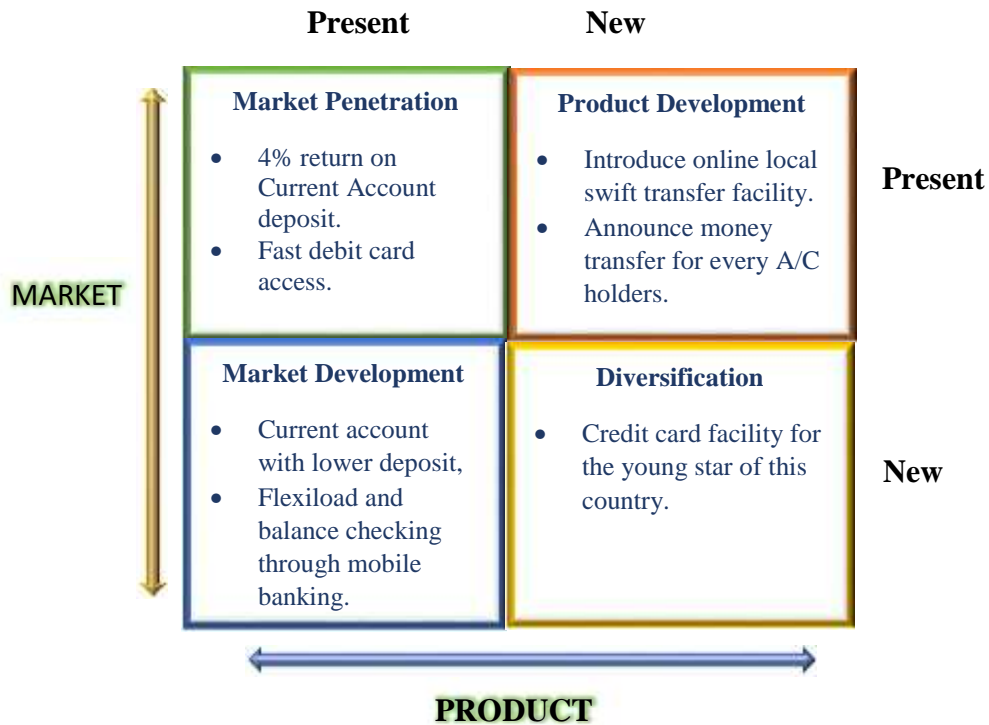 Present
New
Market Penetration
• 4% return on
Current Account
deposit.
• Fast debit card
access.
Product Development
• Introduce online local
swift transfer facility.
• Announce money
transfer for every A/C
holders.
Present
MARKET
Market Development
• Current account
with lower deposit,
• Flexiload and
balance checking
through mobile
banking.
Diversification
• Credit card facility for
the young star of this
country.
New
PRODUCT